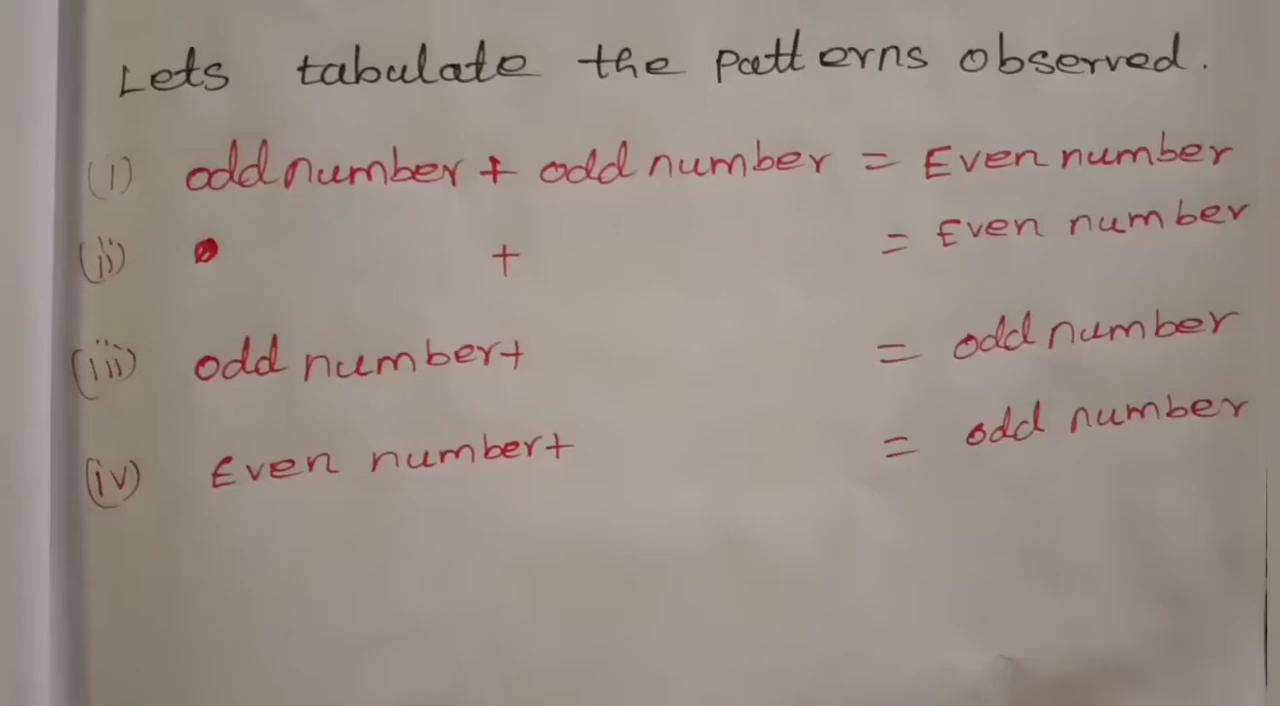 Lets tabulate the patterns observed.
(i) odd number + odd number = Even number
(ii) + = Even number
(iii) odd number + = odd number
(iv) Even number + = odd number